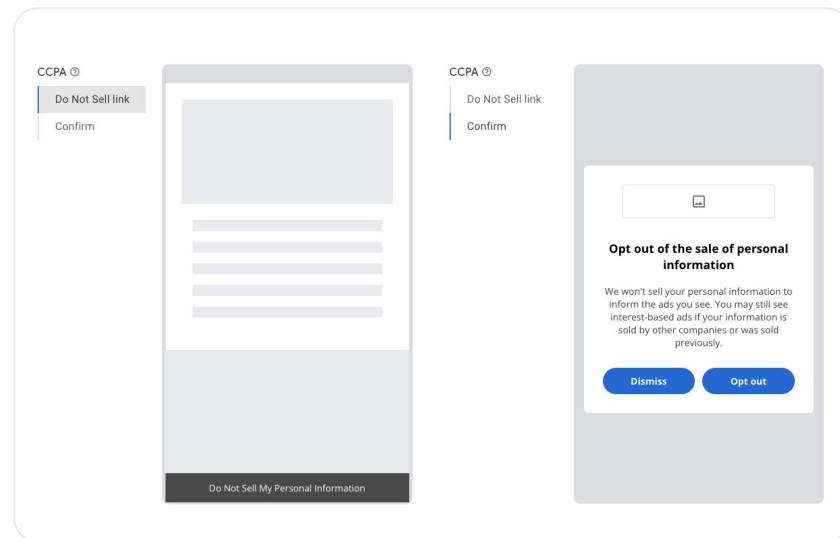 CCPA
Do Not Sell link
Confirm
Do Not Sell My Personal Information
CCPA
Do Not Sell link
Confirm
Opt out of the sale of personal
information
We won't sell your personal information to
inform the ads you see. You may still see
interest-based ads if your information is
sold by other companies or was sold
previously.
Dismiss
Opt out